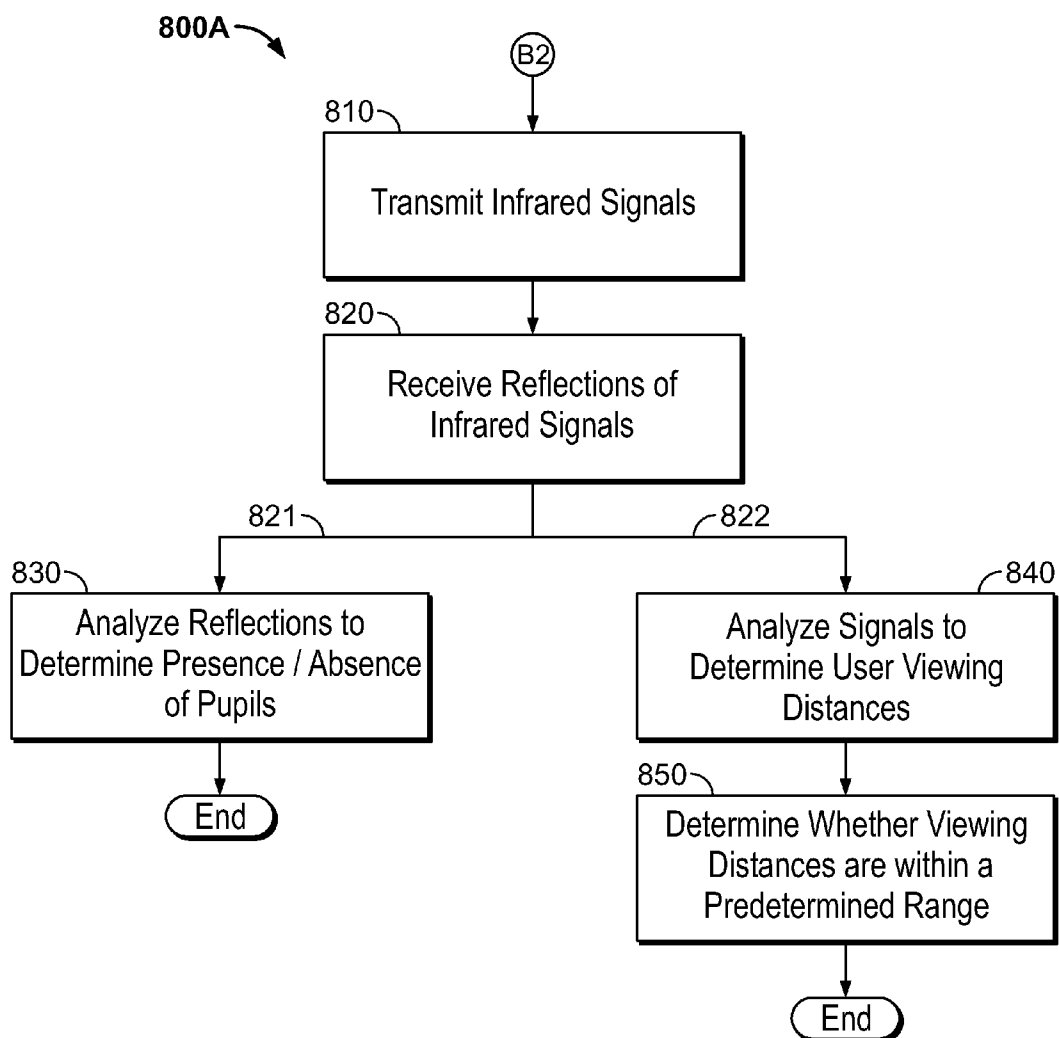 800A
B2
810
Transmit Infrared Signals
820
Receive Reflections of
Infrared Signals
821
822
830
Analyze Reflections to
Determine Presence / Absence
of Pupils
End
840
Analyze Signals to
Determine User Viewing
Distances
850
Determine Whether Viewing
Distances are within a
Predetermined Range
End